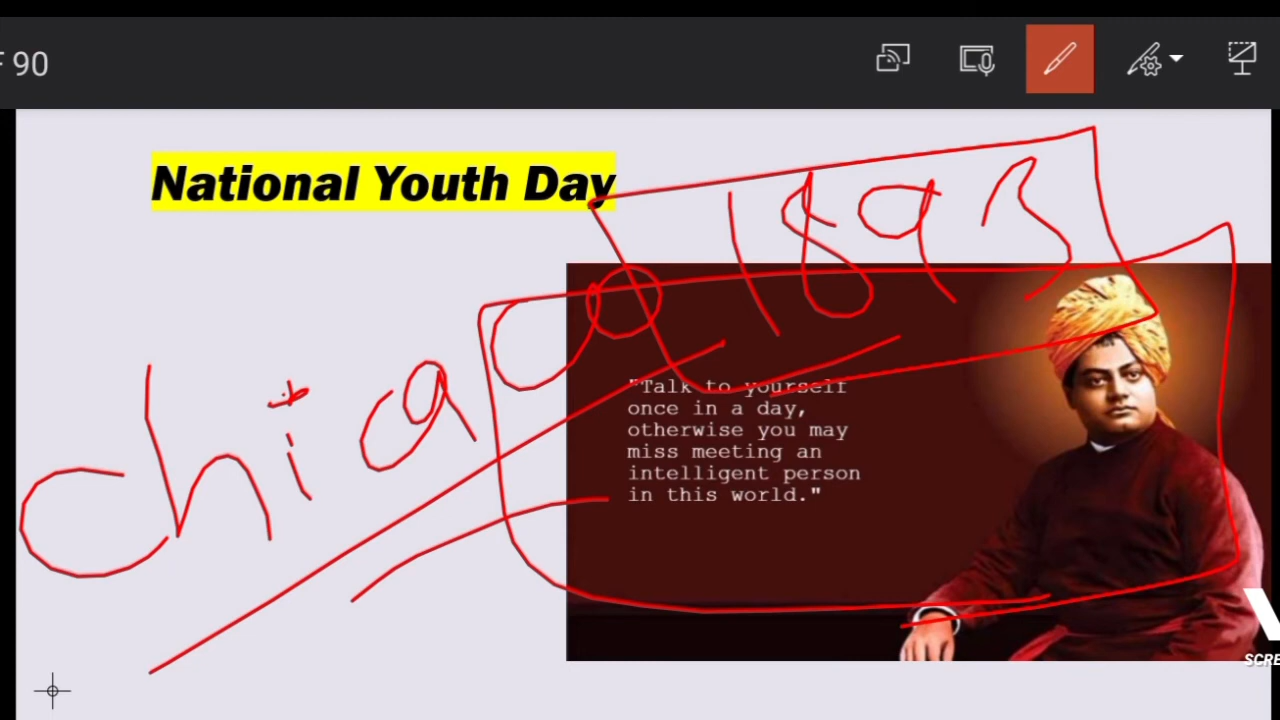 90
National Youth Day
chicago 1893
"Talk to yourself
once in a day,
otherwise you may
miss meeting an
intelligent person
in this world."